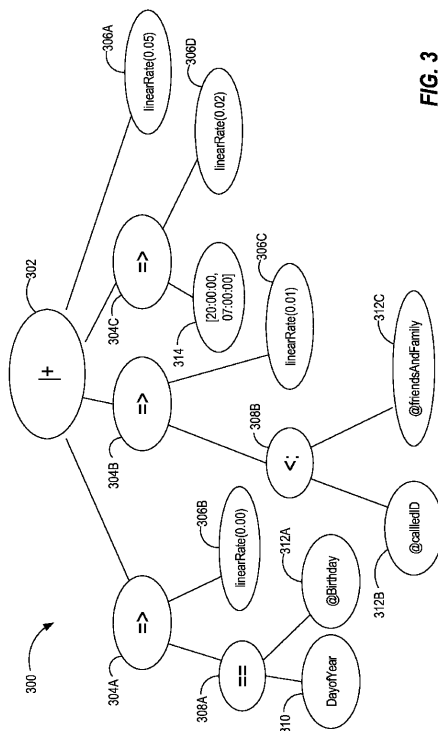 300
302
|+
304A
=>
304B
=>
304C
=>
306A
linearRate(0.05)
308A
==
306B
linearRate(0.00)
308B
<:
306C
linearRate(0.01)
314
[20:00:00,
07:00:00]
306D
linearRate(0.02)
310
DayofYear
312A
@Birthday
312B
@callledID
312C
@friendsAndFamily
FIG. 3